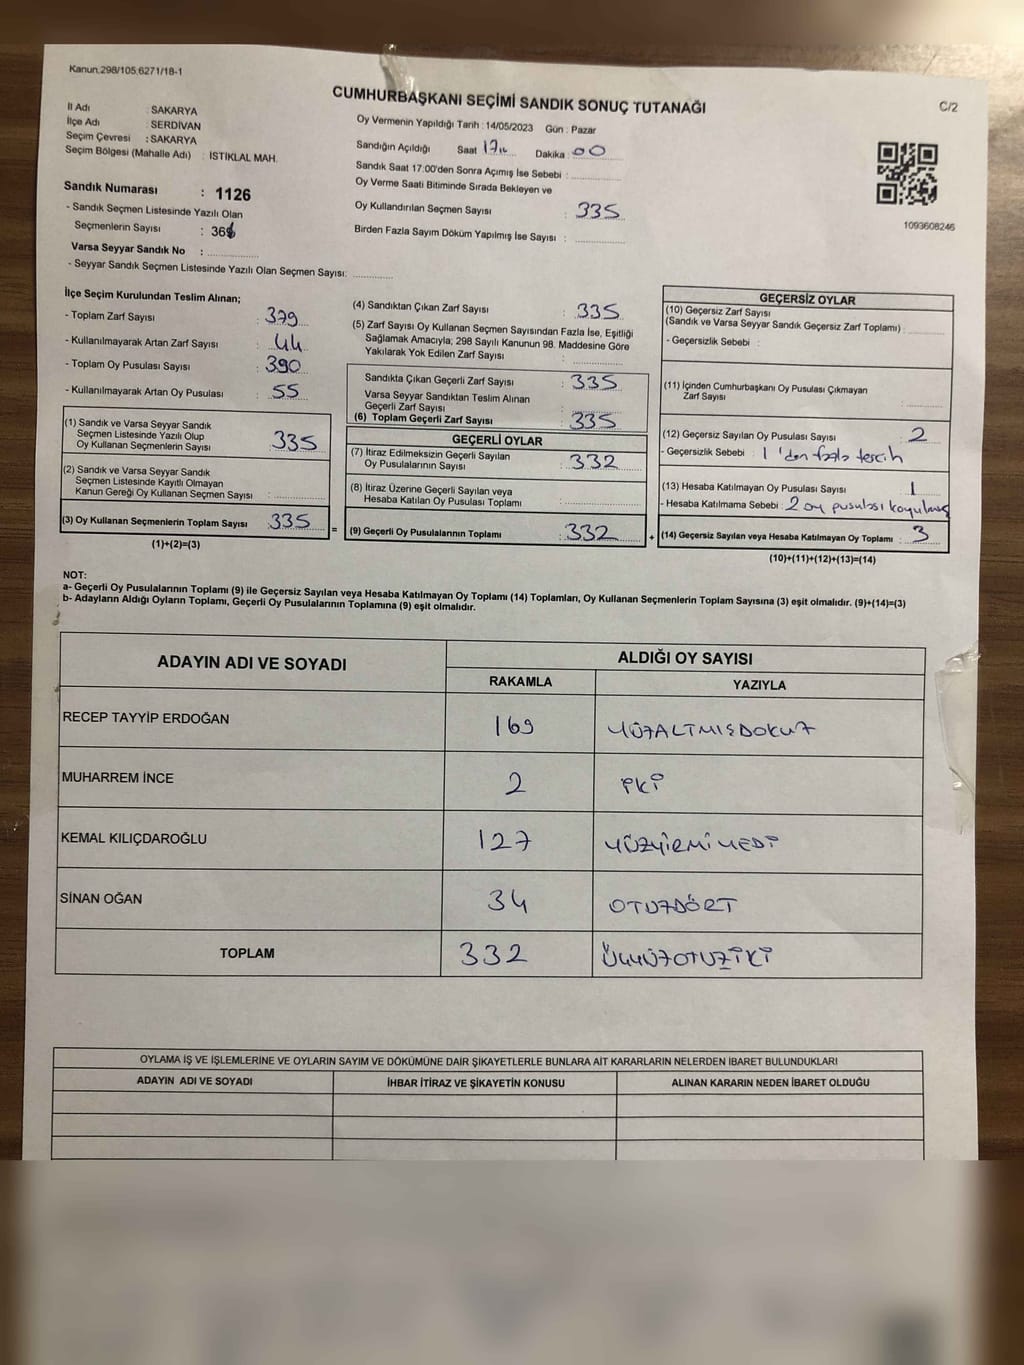 Kanun.298/105,6271/18-1
CUMHURBAŞKANI SEÇİMİ SANDIK SONUÇ TUTANAĞI
C/2
İl Adı : SAKARYA
İlçe Adı : SERDİVAN
Seçim Çevresi : SAKARYA
Seçim Bölgesi (Mahalle Adı) : İSTİKLAL MAH.
Oy Vermenin Yapıldığı Tarih : 14/05/2023 Gün : Pazar
Sandığın Açıldığı Saat 17 Dakika : 00
Sandık Saat 17:00'den Sonra Açımış İse Sebebi :
Oy Verme Saati Bitiminde Sırada Bekleyen ve
Oy Kullandırılan Seçmen Sayısı : 335
Birden Fazla Sayım Döküm Yapılmış İse Sayısı :
1093608246
Sandık Numarası : 1126
- Sandık Seçmen Listesinde Yazılı Olan
Seçmenlerin Sayısı :
Varsa Seyyar Sandık No :
- Seyyar Sandık Seçmen Listesinde Yazılı Olan Seçmen Sayısı:
İlçe Seçim Kurulundan Teslim Alınan;
- Toplam Zarf Sayısı : 379
- Kullanılmayarak Artan Zarf Sayısı : 44
- Toplam Oy Pusulası Sayısı : 390
- Kullanılmayarak Artan Oy Pusulası : 55
(1) Sandık ve Varsa Seyyar Sandık
Seçmen Listesinde Yazılı Olup
Oy Kullanan Seçmenlerin Sayısı : 335
(2) Sandık ve Varsa Seyyar Sandık
Seçmen Listesinde Kayıtlı Olmayan
Kanun Gereği Oy Kullanan Seçmen Sayısı :
(3) Oy Kullanan Seçmenlerin Toplam Sayısı : 335
(1)+(2)=(3)
=
(4) Sandıktan Çıkan Zarf Sayısı : 335
(5) Zarf Sayısı Oy Kullanan Seçmen Sayısından Fazla İse, Eşitliği
Sağlamak Amacıyla, 298 Sayılı Kanunun 98. Maddesine Göre
Yakılarak Yok Edilen Zarf Sayısı :
Sandıkta Çıkan Geçerli Zarf Sayısı : 335
Varsa Seyyar Sandıktan Teslim Alınan
Geçerli Zarf Sayısı :
(6) Toplam Geçerli Zarf Sayısı : 335
GEÇERLİ OYLAR
(7) İtiraz Edilmeksizin Geçerli Sayılan
Oy Pusulalarının Sayısı : 332
(8) İtiraz Üzerine Geçerli Sayılan veya
Hesaba Katılan Oy Pusulası Toplamı :
(9) Geçerli Oy Pusulalarının Toplamı : 332
+
GEÇERSİZ OYLAR
(10) Geçersiz Zarf Sayısı
(Sandık ve Varsa Seyyar Sandık Geçersiz Zarf Toplamı) :
- Geçersizlik Sebebi :
(11) İçinden Cumhurbaşkanı Oy Pusulası Çıkmayan
Zarf Sayısı :
(12) Geçersiz Sayılan Oy Pusulası Sayısı : 2
- Geçersizlik Sebebi : 1'den fazla tercih
(13) Hesaba Katılmayan Oy Pusulası Sayısı : 1
- Hesaba Katılmama Sebebi : 2 oy pusulası koyulmuş
(14) Geçersiz Sayılan veya Hesaba Katılmayan Oy Toplamı : 3
(10)+(11)+(12)+(13)=(14)
NOT:
a- Geçerli Oy Pusulalarının Toplamı (9) ile Geçersiz Sayılan veya Hesaba Katılmayan Oy Toplamı (14) Toplamları, Oy Kullanan Seçmenlerin Toplam Sayısına (3) eşit olmalıdır. (9)+(14)=(3)
b- Adayların Aldığı Oyların Toplamı, Geçerli Oy Pusulalarının Toplamına (9) eşit olmalıdır.
ADAYIN ADI VE SOYADI ALDIĞI OY SAYISI
RAKAMLA YAZIYLA
RECEP TAYYİP ERDOĞAN 169 YÜZALTMIŞDOKUZ
MUHARREM İNCE 2 İKİ
KEMAL KILIÇDAROĞLU 127 YÜZYİRMİYEDİ
SİNAN OĞAN 34 OTUZDÖRT
TOPLAM 332 ÜÇYÜZOTUZİKİ
OYLAMA İŞ VE İŞLEMLERİNE VE OYLARIN SAYIM VE DÖKÜMÜNE DAİR ŞİKAYETLERLE BUNLARA AİT KARARLARIN NELERDEN İBARET BULUNDUKLARI
ADAYIN ADI VE SOYADI İHBAR İTİRAZ VE ŞİKAYETİN KONUSU ALINAN KARARIN NEDEN İBARET OLDUĞU